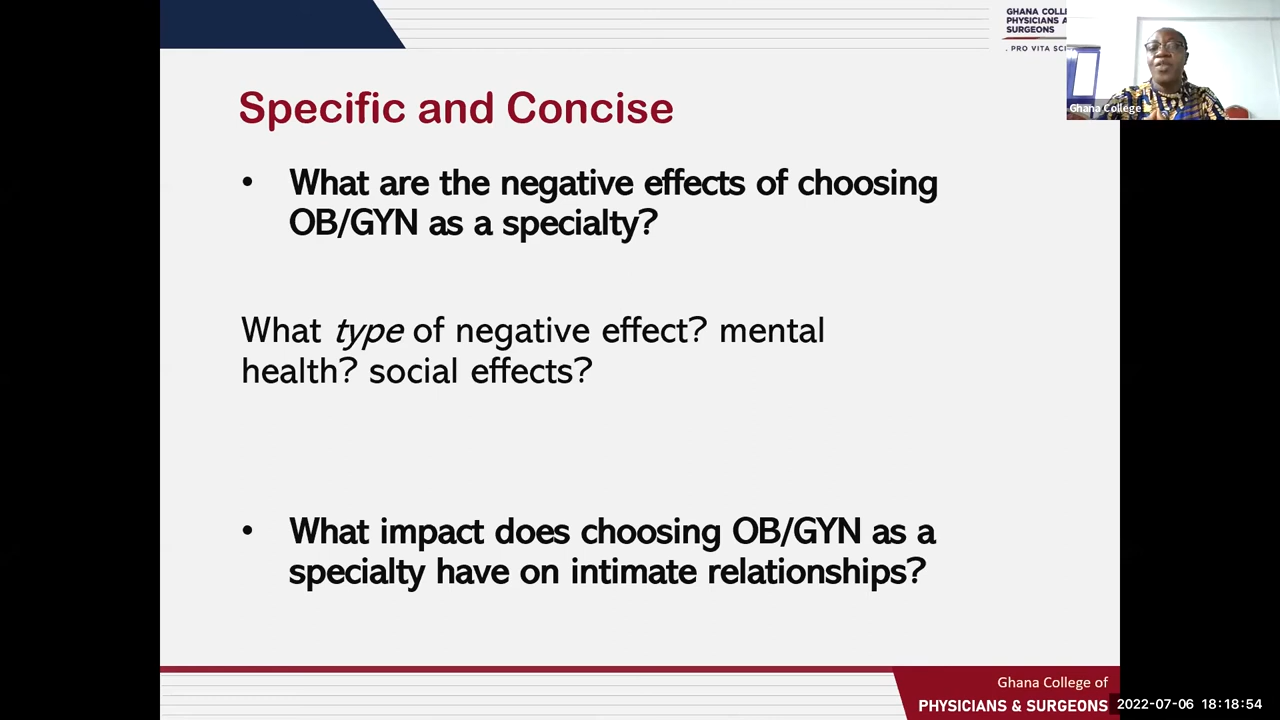 GHANA COLL
PHYSICIANS A
SURGEONS
. PRO VITA SCI
Ghana College
Specific and Concise
• What are the negative effects of choosing
OB/GYN as a specialty?
What type of negative effect? mental
health? social effects?
• What impact does choosing OB/GYN as a
specialty have on intimate relationships?
Ghana College of
PHYSICIANS & SURGEONS
2022-07-06 18:18:54